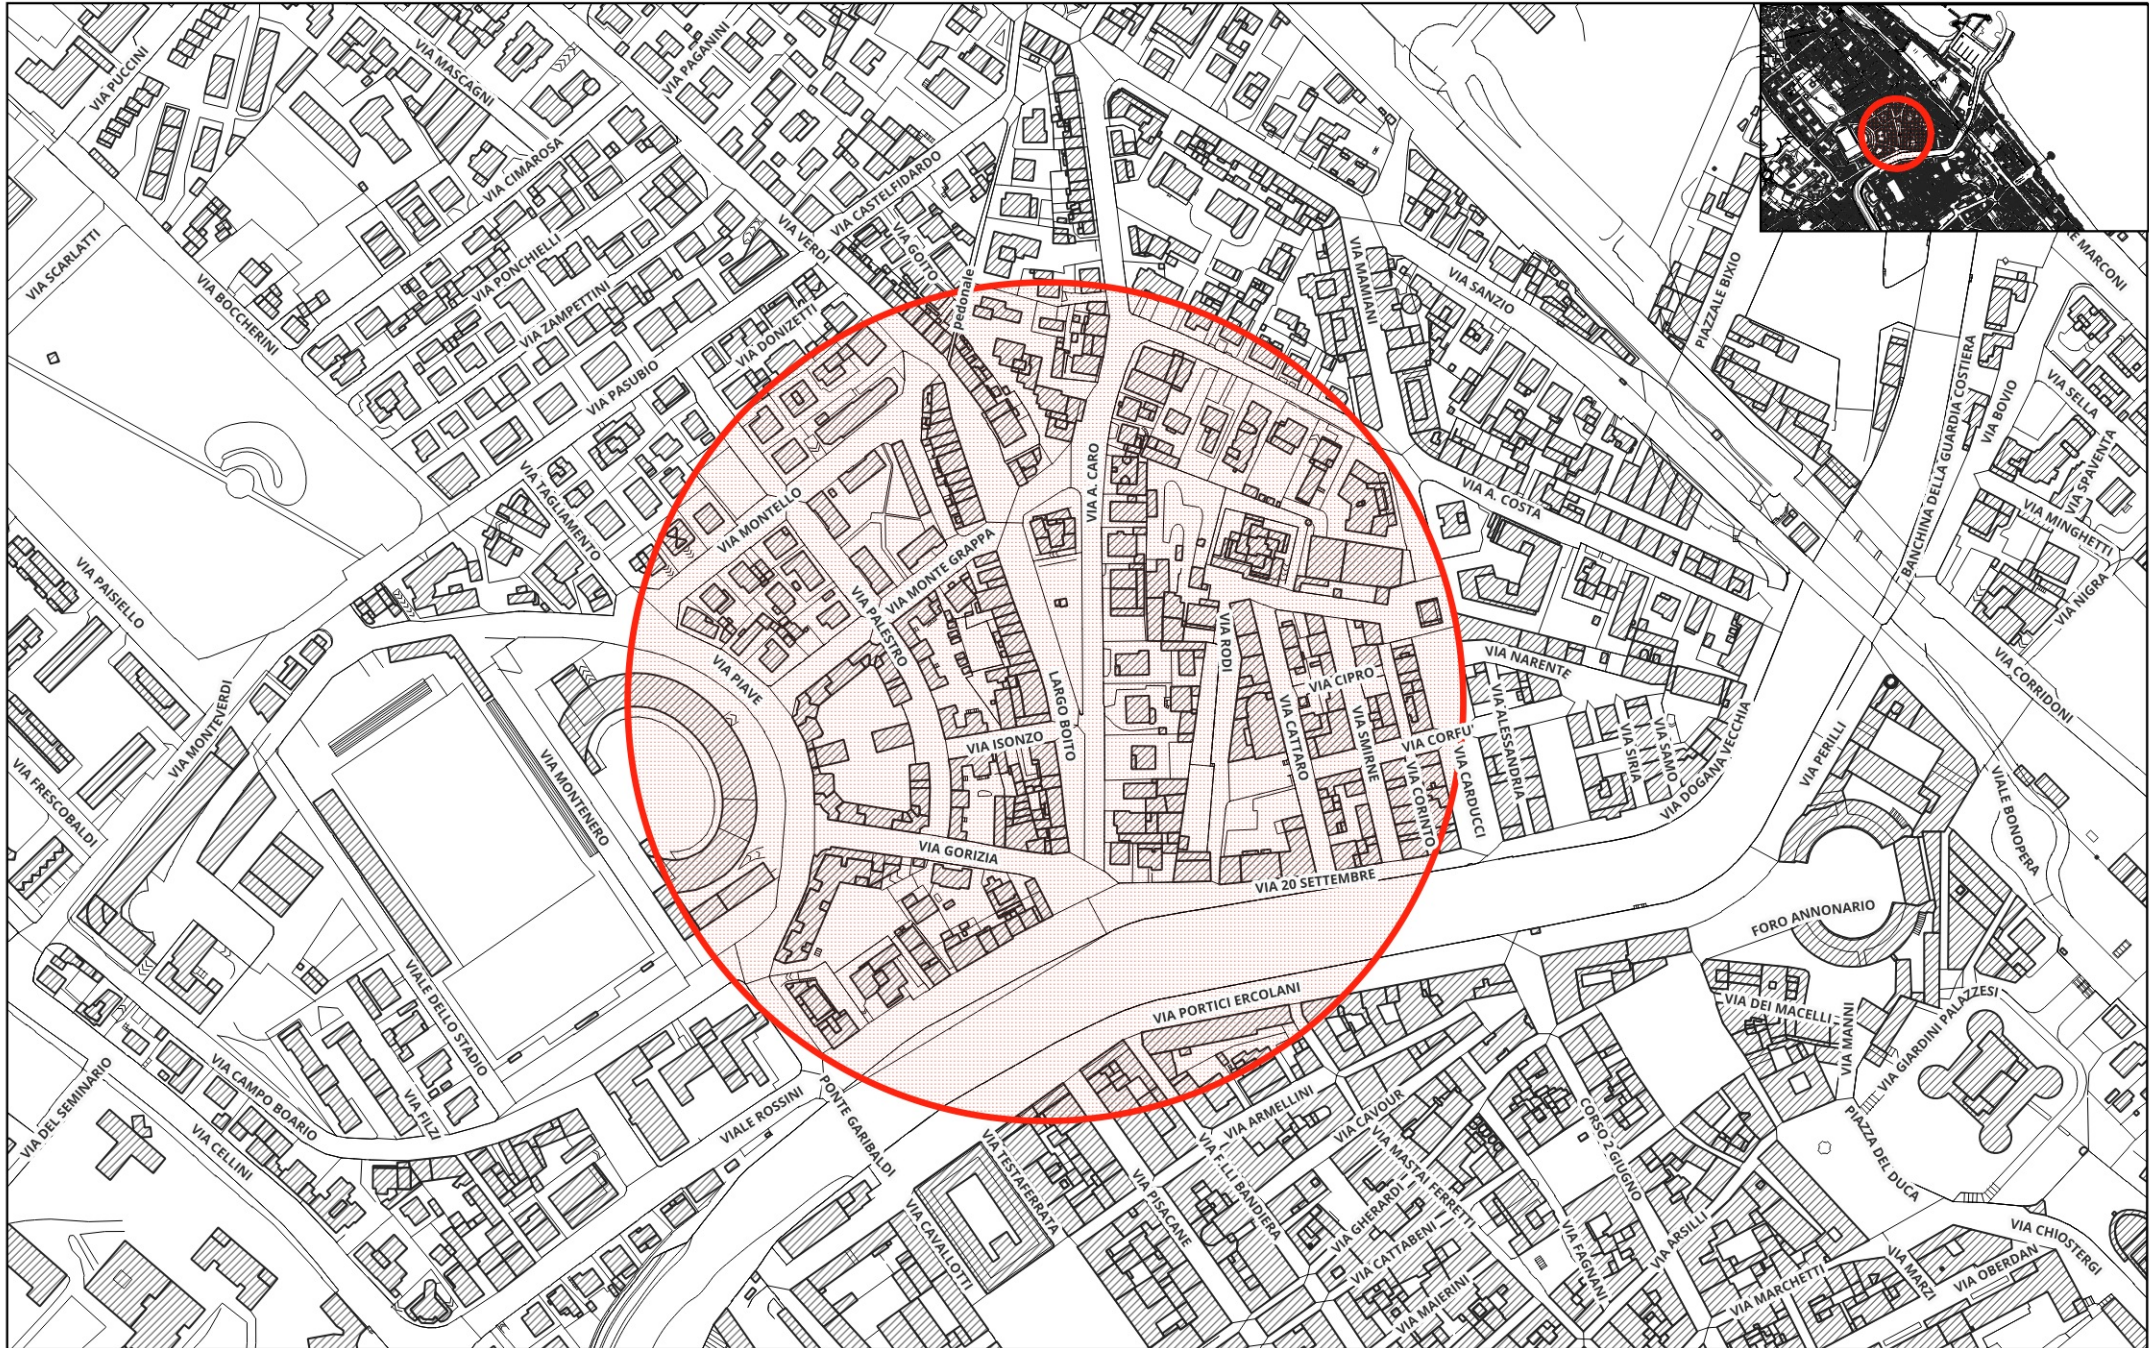 VIA PUCCINI
VIA MASCAGNI
VIA PAGANINI
VIA CIMAROSA
VIA CASTELFIDARDO
VIA SCARLATTI
VIA BOCCHERINI
VIA PONCHIELLI
VIA VERDI
VIA GOITO
pedonale
VIA MAMIANI
VIA SANZIO
PIAZZALE BIXIO
E MARCONI
VIA ZAMPETTINI
VIA DONIZETTI
VIA PASUBIO
BANCHINA DELLA GUARDIA COSTIERA
VIA BOVIO
VIA SELLA
VIA SPAVENTA
VIA TAGLIAMENTO
VIA MONTELLO
VIA A. CARO
VIA A. COSTA
VIA MINGHETTI
VIA PAISIELLO
VIA MONTE GRAPPA
VIA PALESTRO
VIA NIGRA
VIA PIAVE
VIA RODI
VIA NARENTE
VIA CORRIDONI
VIA MONTEVERDI
LARGO BOITO
VIA CIPRO
VIA CATTARO
VIA SMIRNE
VIA ALESSANDRIA
VIA ISONZO
VIA CORFU'
VIA SIRIA
VIA SAMO
VIA DOGANA VECCHIA
VIA PERILLI
VIA FRESCOBALDI
VIA MONTENERO
VIA CORINTO
VIA CARDUCCI
VIALE BONOPERA
VIA GORIZIA
VIA 20 SETTEMBRE
FORO ANNONARIO
VIALE DELLO STADIO
VIA PORTICI ERCOLANI
VIA DEI MACELLI
VIA MANNI
VIA GIARDINI PALAZZESI
VIA DEL SEMINARIO
VIA CAMPO BOARIO
VIA FILZI
VIA CELLINI
VIALE ROSSINI
PONTE GARIBALDI
VIA ARMELLINI
VIA CAVOUR
CORSO 2 GIUGNO
PIAZZA DEL DUCA
VIA TESTAFERRATA
VIA PISACANE
VIA F.LLI BANDIERA
VIA MASTAI FERRETTI
VIA GHERARDI
VIA CAVALLOTTI
VIA CATTABENI
VIA FAGNANI
VIA ARSILLI
VIA MAIERINI
VIA MARCHETTI
VIA MARZI
VIA OBERDAN
VIA CHIOSTERGI